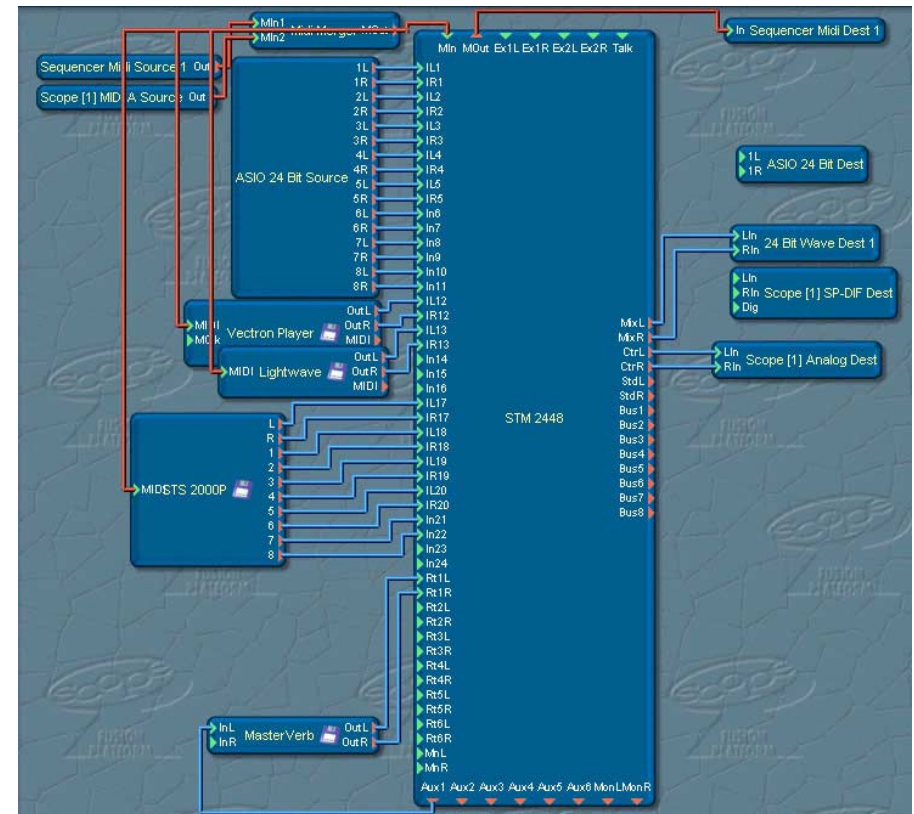 MIn1
MIn2 Midi Merger MOut
In Sequencer Midi Dest 1
MIn MOut Ex1L Ex1R Ex2L Ex2R Talk
Sequencer Midi Source 1 Out
Scope [1] MIDI A Source Out
ASIO 24 Bit Source
1L
1R
2L
2R
3L
3R
4L
4R
5L
5R
6L
6R
7L
7R
8L
8R
STM 2448
IL1
IR1
IL2
IR2
IL3
IR3
IL4
IR4
IL5
IR5
In6
In7
In8
In9
In10
In11
IL12
IR12
IL13
IR13
In14
In15
In16
IL17
IR17
IL18
IR18
IL19
IR19
IL20
IR20
In21
In22
In23
In24
Rt1L
Rt1R
Rt2L
Rt2R
Rt3L
Rt3R
Rt4L
Rt4R
Rt5L
Rt5R
Rt6L
Rt6R
MnL
MnR
MixL
MixR
CtrL
CtrR
StdL
StdR
Bus1
Bus2
Bus3
Bus4
Bus5
Bus6
Bus7
Bus8
Aux1 Aux2 Aux3 Aux4 Aux5 Aux6 MonL MonR
1L
1R ASIO 24 Bit Dest
LIn
RIn 24 Bit Wave Dest 1
LIn
RIn Scope [1] SP-DIF Dest
Dig
LIn
RIn Scope [1] Analog Dest
MIDI Vectron Player
OutL
OutR
MIDI
MIDI Lightwave
OutL
OutR
MIDI
MIDI STS 2000P
L
R
1
2
3
4
5
6
7
8
InL
InR MasterVerb
OutL
OutR
scope
FUSION
PLATFORM